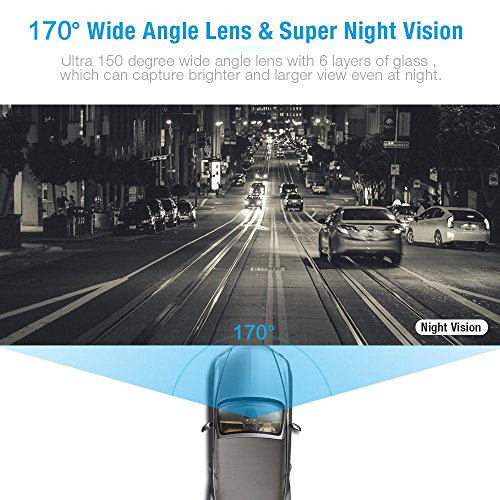 170° Wide Angle Lens & Super Night Vision
Ultra 150 degree wide angle lens with 6 layers of glass ,
which can capture brighter and larger view even at night.
Night Vision
170°